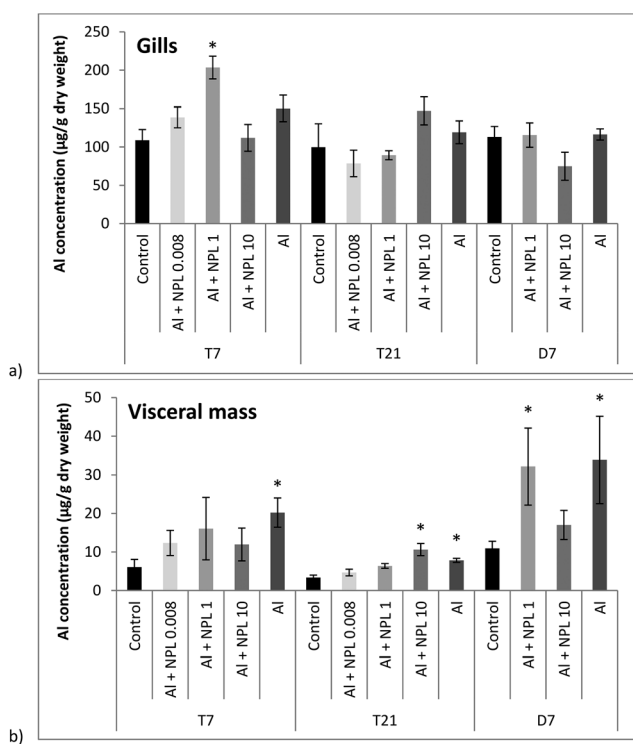 Gills
Al concentration (µg/g dry weight)
250
200
150
100
50
0
*
Control
Al + NPL 0.008
Al + NPL 1
Al + NPL 10
Al
Control
Al + NPL 0.008
Al + NPL 1
Al + NPL 10
Al
Control
Al + NPL 1
Al + NPL 10
Al
T7 T21 D7
a)
Visceral mass
Al concentration (µg/g dry weight)
50
40
30
20
10
0
*
*
*
*
*
Control
Al + NPL 0.008
Al + NPL 1
Al + NPL 10
Al
Control
Al + NPL 0.008
Al + NPL 1
Al + NPL 10
Al
Control
Al + NPL 1
Al + NPL 10
Al
T7 T21 D7
b)